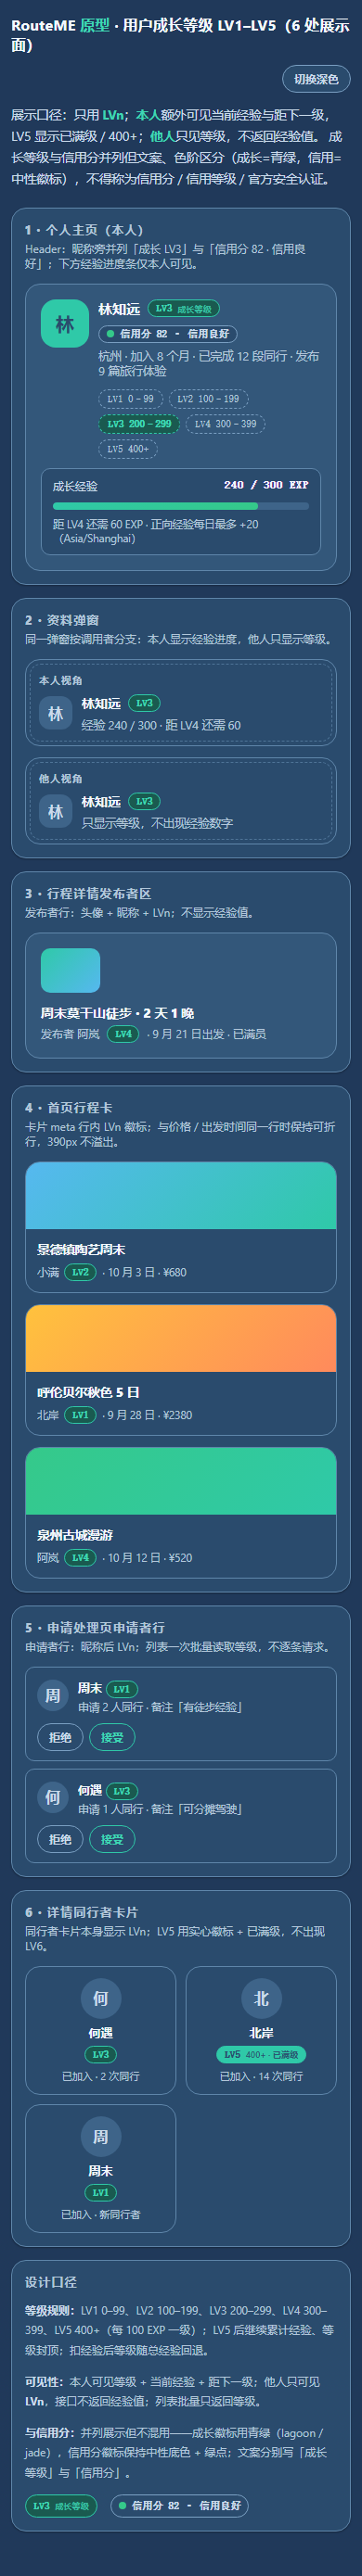 RouteME 原型 · 用户成长等级 LV1–LV5（6 处展示面）
切换深色
展示口径：只用 LVn；本人额外可见当前经验与距下一级，LV5 显示已满级 / 400+；他人只见等级，不返回经验值。 成长等级与信用分并列但文案、色阶区分（成长=青绿，信用=中性徽标），不得称为信用分 / 信用等级 / 官方安全认证。
1 · 个人主页（本人）
Header：昵称旁并列「成长 LV3」与「信用分 82 · 信用良好」；下方经验进度条仅本人可见。
林
林知远 LV3 成长等级
信用分 82 - 信用良好
杭州 · 加入 8 个月 · 已完成 12 段同行 · 发布 9 篇旅行体验
LV1 0–99 LV2 100–199
LV3 200–299 LV4 300–399
LV5 400+
成长经验 240 / 300 EXP
距 LV4 还需 60 EXP · 正向经验每日最多 +20（Asia/Shanghai）
2 · 资料弹窗
同一弹窗按调用者分支：本人显示经验进度，他人只显示等级。
本人视角
林
林知远 LV3
经验 240 / 300 · 距 LV4 还需 60
他人视角
林
林知远 LV3
只显示等级，不出现经验数字
3 · 行程详情发布者区
发布者行：头像 + 昵称 + LVn；不显示经验值。
周末莫干山徒步 · 2 天 1 晚
发布者 阿岚 LV4 · 9 月 21 日出发 · 已满员
4 · 首页行程卡
卡片 meta 行内 LVn 徽标；与价格 / 出发时间同一行时保持可折行，390px 不溢出。
景德镇陶艺周末
小满 LV2 · 10 月 3 日 · ¥680
呼伦贝尔秋色 5 日
北岸 LV1 · 9 月 28 日 · ¥2380
泉州古城漫游
阿岚 LV4 · 10 月 12 日 · ¥520
5 · 申请处理页申请者行
申请者行：昵称后 LVn；列表一次批量读取等级，不逐条请求。
周
周末 LV1
申请 2 人同行 · 备注「有徒步经验」
拒绝 接受
何
何遇 LV3
申请 1 人同行 · 备注「可分摊驾驶」
拒绝 接受
6 · 详情同行者卡片
同行者卡片本身显示 LVn；LV5 用实心徽标 + 已满级，不出现 LV6。
何
何遇
LV3
已加入 · 2 次同行
北
北岸
LV5 400+ · 已满级
已加入 · 14 次同行
周
周末
LV1
已加入 · 新同行者
设计口径
等级规则：LV1 0–99、LV2 100–199、LV3 200–299、LV4 300–399、LV5 400+（每 100 EXP 一级）；LV5 后继续累计经验、等级封顶；扣经验后等级随总经验回退。
可见性：本人可见等级 + 当前经验 + 距下一级；他人只可见 LVn，接口不返回经验值；列表批量只返回等级。
与信用分：并列展示但不混用——成长徽标用青绿（lagoon / jade），信用分徽标保持中性底色 + 绿点；文案分别写「成长等级」与「信用分」。
LV3 成长等级 信用分 82 - 信用良好